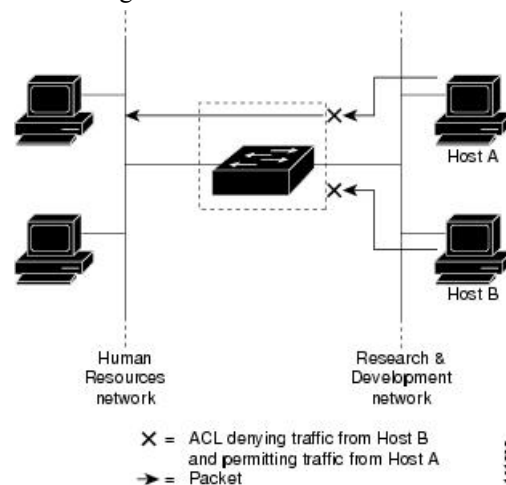 Host A
Host B
Human
Resources
network
Research &
Development
network
X = ACL denying traffic from Host B
and permitting traffic from Host A
= Packet